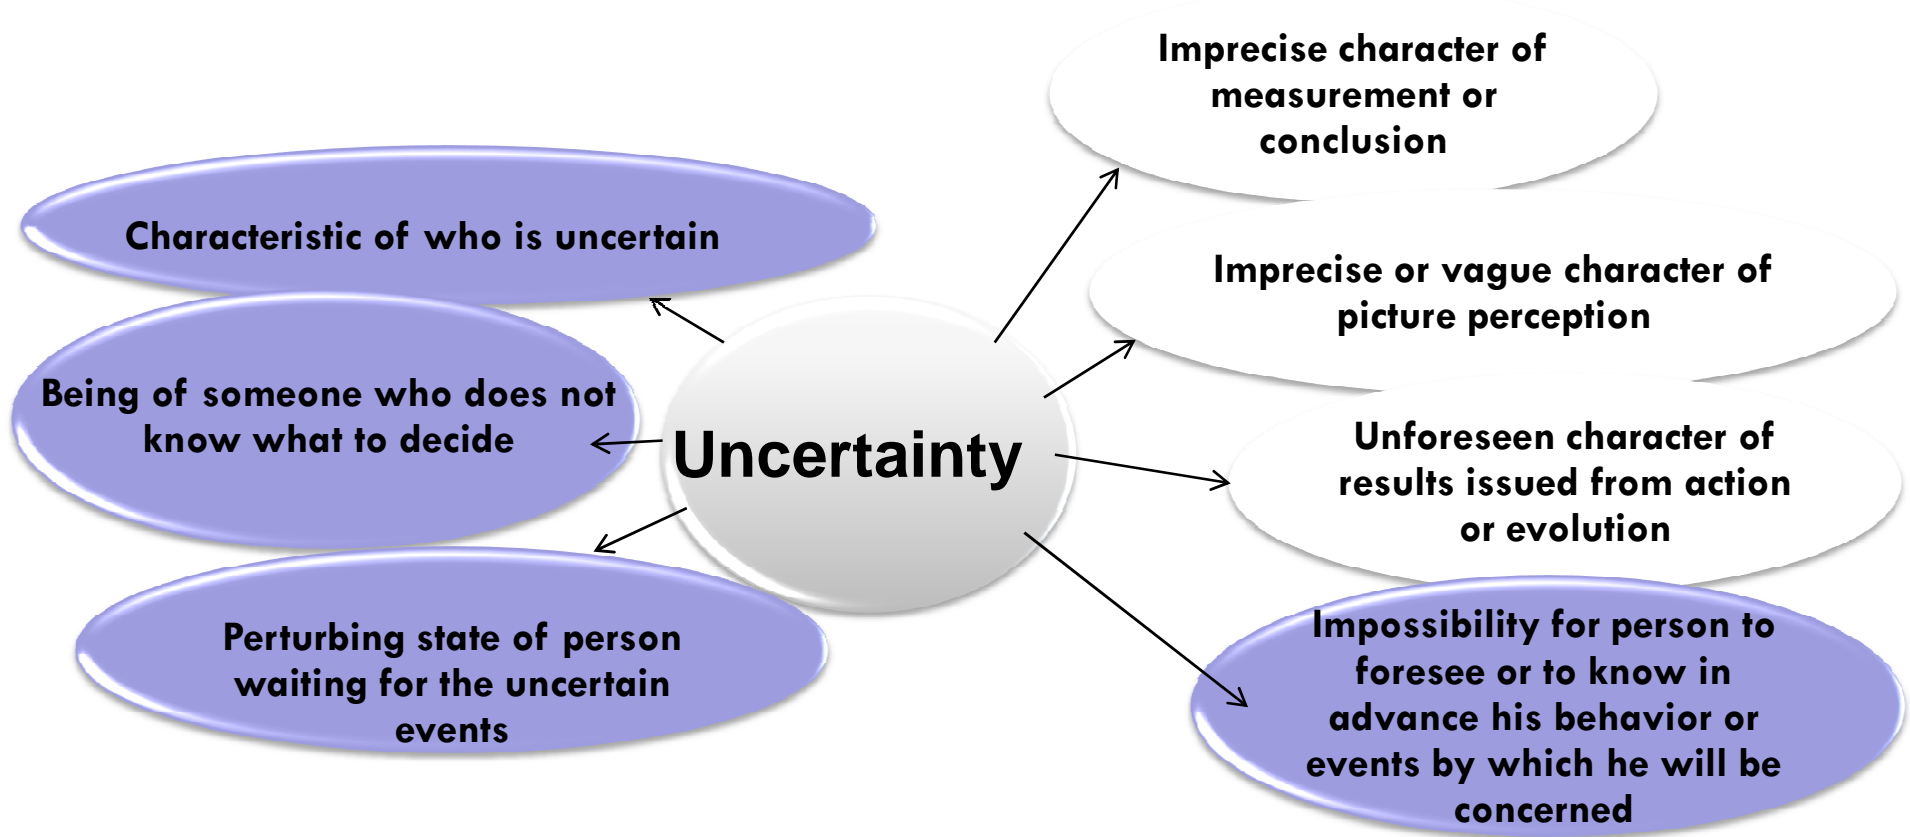 Imprecise character of
measurement or
conclusion
Characteristic of who is uncertain
Imprecise or vague character of
picture perception
Being of someone who does not
know what to decide
Uncertainty
Unforeseen character of
results issued from action
or evolution
Perturbing state of person
waiting for the uncertain
events
Impossibility for person to
foresee or to know in
advance his behavior or
events by which he will be
concerned